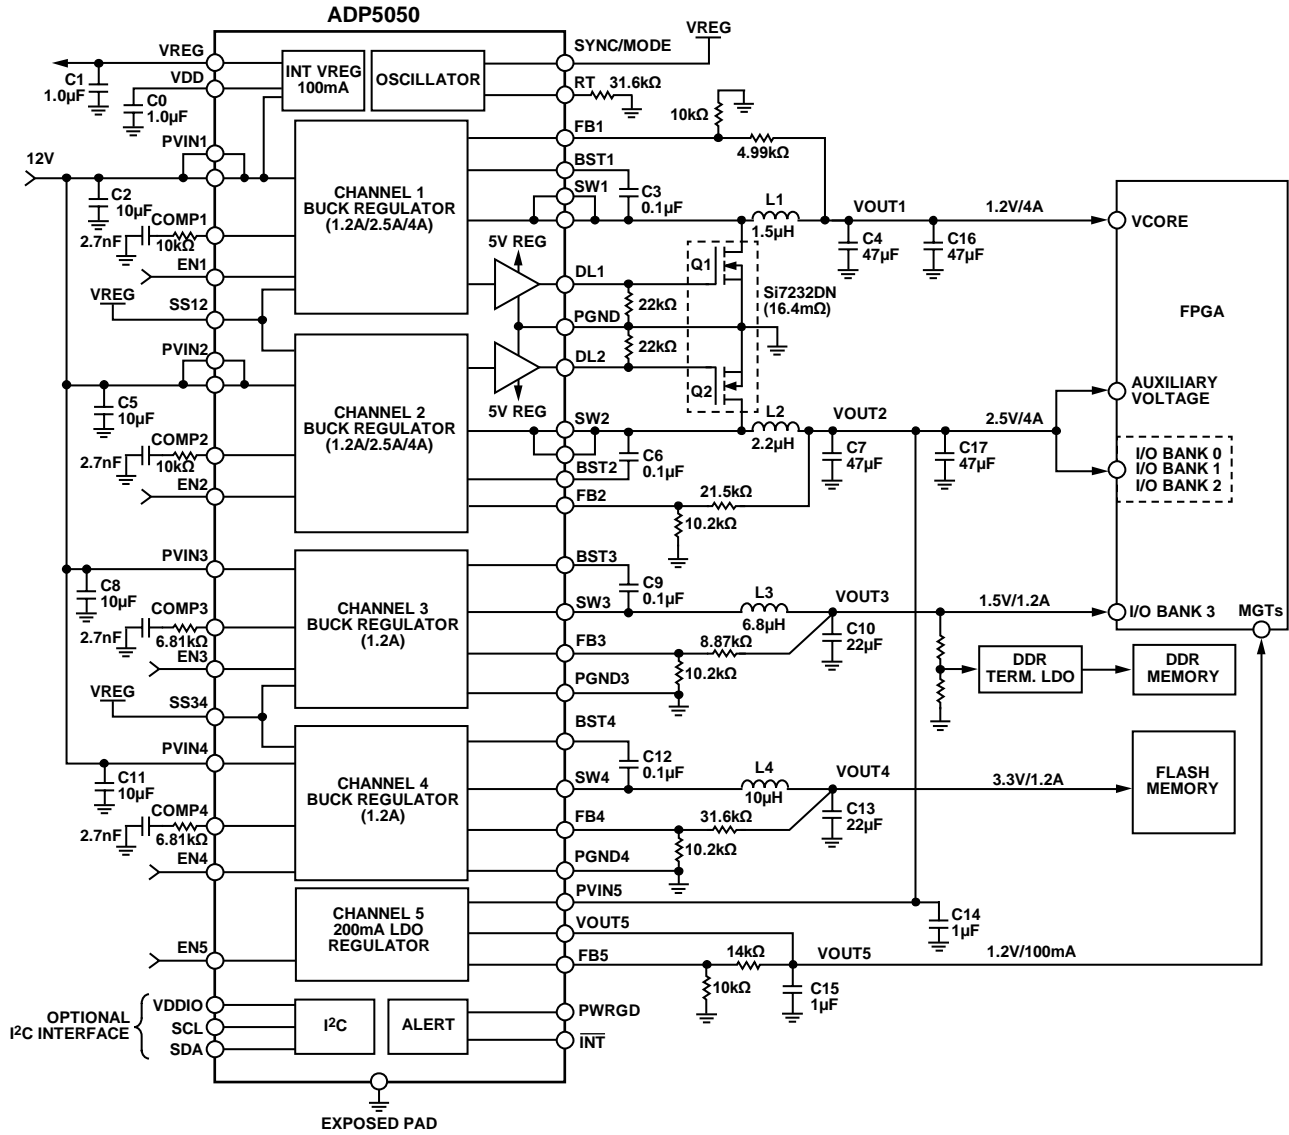 ADP5050
VREG
C1
1.0µF
VDD
C0
1.0µF
INT VREG
100mA
OSCILLATOR
SYNC/MODE
VREG
RT
31.6kΩ
12V
PVIN1
C2
10µF
COMP1
2.7nF
10kΩ
EN1
VREG
SS12
CHANNEL 1
BUCK REGULATOR
(1.2A/2.5A/4A)
5V REG
FB1
10kΩ
4.99kΩ
BST1
C3
0.1µF
SW1
L1
1.5µH
VOUT1
C4
47µF
C16
47µF
1.2V/4A
VCORE
DL1
22kΩ
PGND
22kΩ
DL2
Q1
Si7232DN
(16.4mΩ)
Q2
FPGA
PVIN2
C5
10µF
COMP2
2.7nF
10kΩ
EN2
CHANNEL 2
BUCK REGULATOR
(1.2A/2.5A/4A)
5V REG
SW2
BST2
C6
0.1µF
FB2
L2
2.2µH
VOUT2
C7
47µF
C17
47µF
2.5V/4A
21.5kΩ
10.2kΩ
AUXILIARY
VOLTAGE
I/O BANK 0
I/O BANK 1
I/O BANK 2
PVIN3
C8
10µF
COMP3
2.7nF
6.81kΩ
EN3
VREG
SS34
CHANNEL 3
BUCK REGULATOR
(1.2A)
BST3
C9
0.1µF
SW3
L3
6.8µH
VOUT3
C10
22µF
1.5V/1.2A
I/O BANK 3
MGTs
FB3
8.87kΩ
10.2kΩ
PGND3
DDR
TERM. LDO
DDR
MEMORY
PVIN4
C11
10µF
COMP4
2.7nF
6.81kΩ
EN4
CHANNEL 4
BUCK REGULATOR
(1.2A)
BST4
C12
0.1µF
SW4
L4
10µH
VOUT4
C13
22µF
3.3V/1.2A
FLASH
MEMORY
FB4
31.6kΩ
10.2kΩ
PGND4
CHANNEL 5
200mA LDO
REGULATOR
EN5
PVIN5
C14
1µF
VOUT5
FB5
14kΩ
10kΩ
VOUT5
C15
1µF
1.2V/100mA
OPTIONAL
I²C INTERFACE
VDDIO
SCL
SDA
I²C
ALERT
PWRGD
INT
EXPOSED PAD